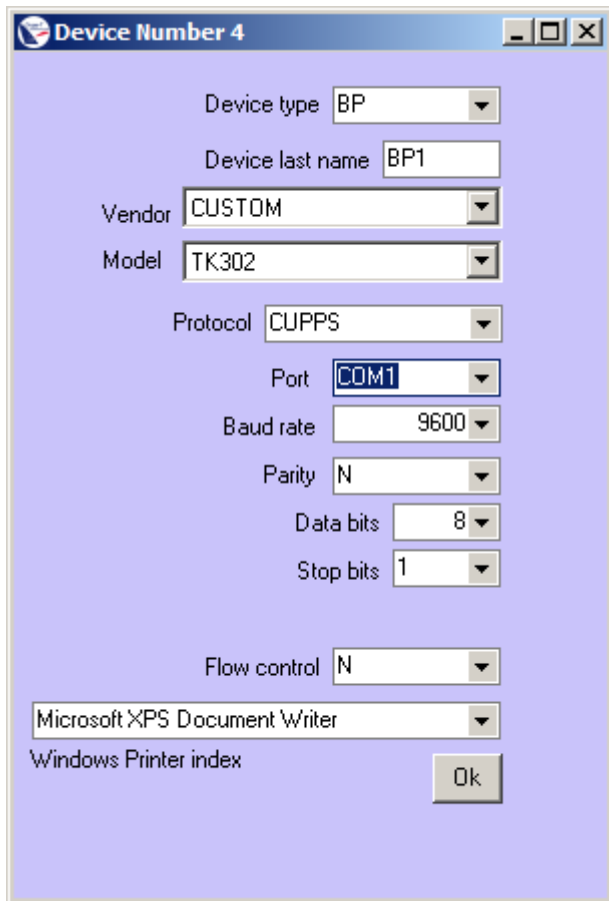 Device Number 4
Device type BP
Device last name BP1
Vendor CUSTOM
Model TK302
Protocol CUPPS
Port COM1
Baud rate 9600
Parity N
Data bits 8
Stop bits 1
Flow control N
Microsoft XPS Document Writer
Windows Printer index
Ok